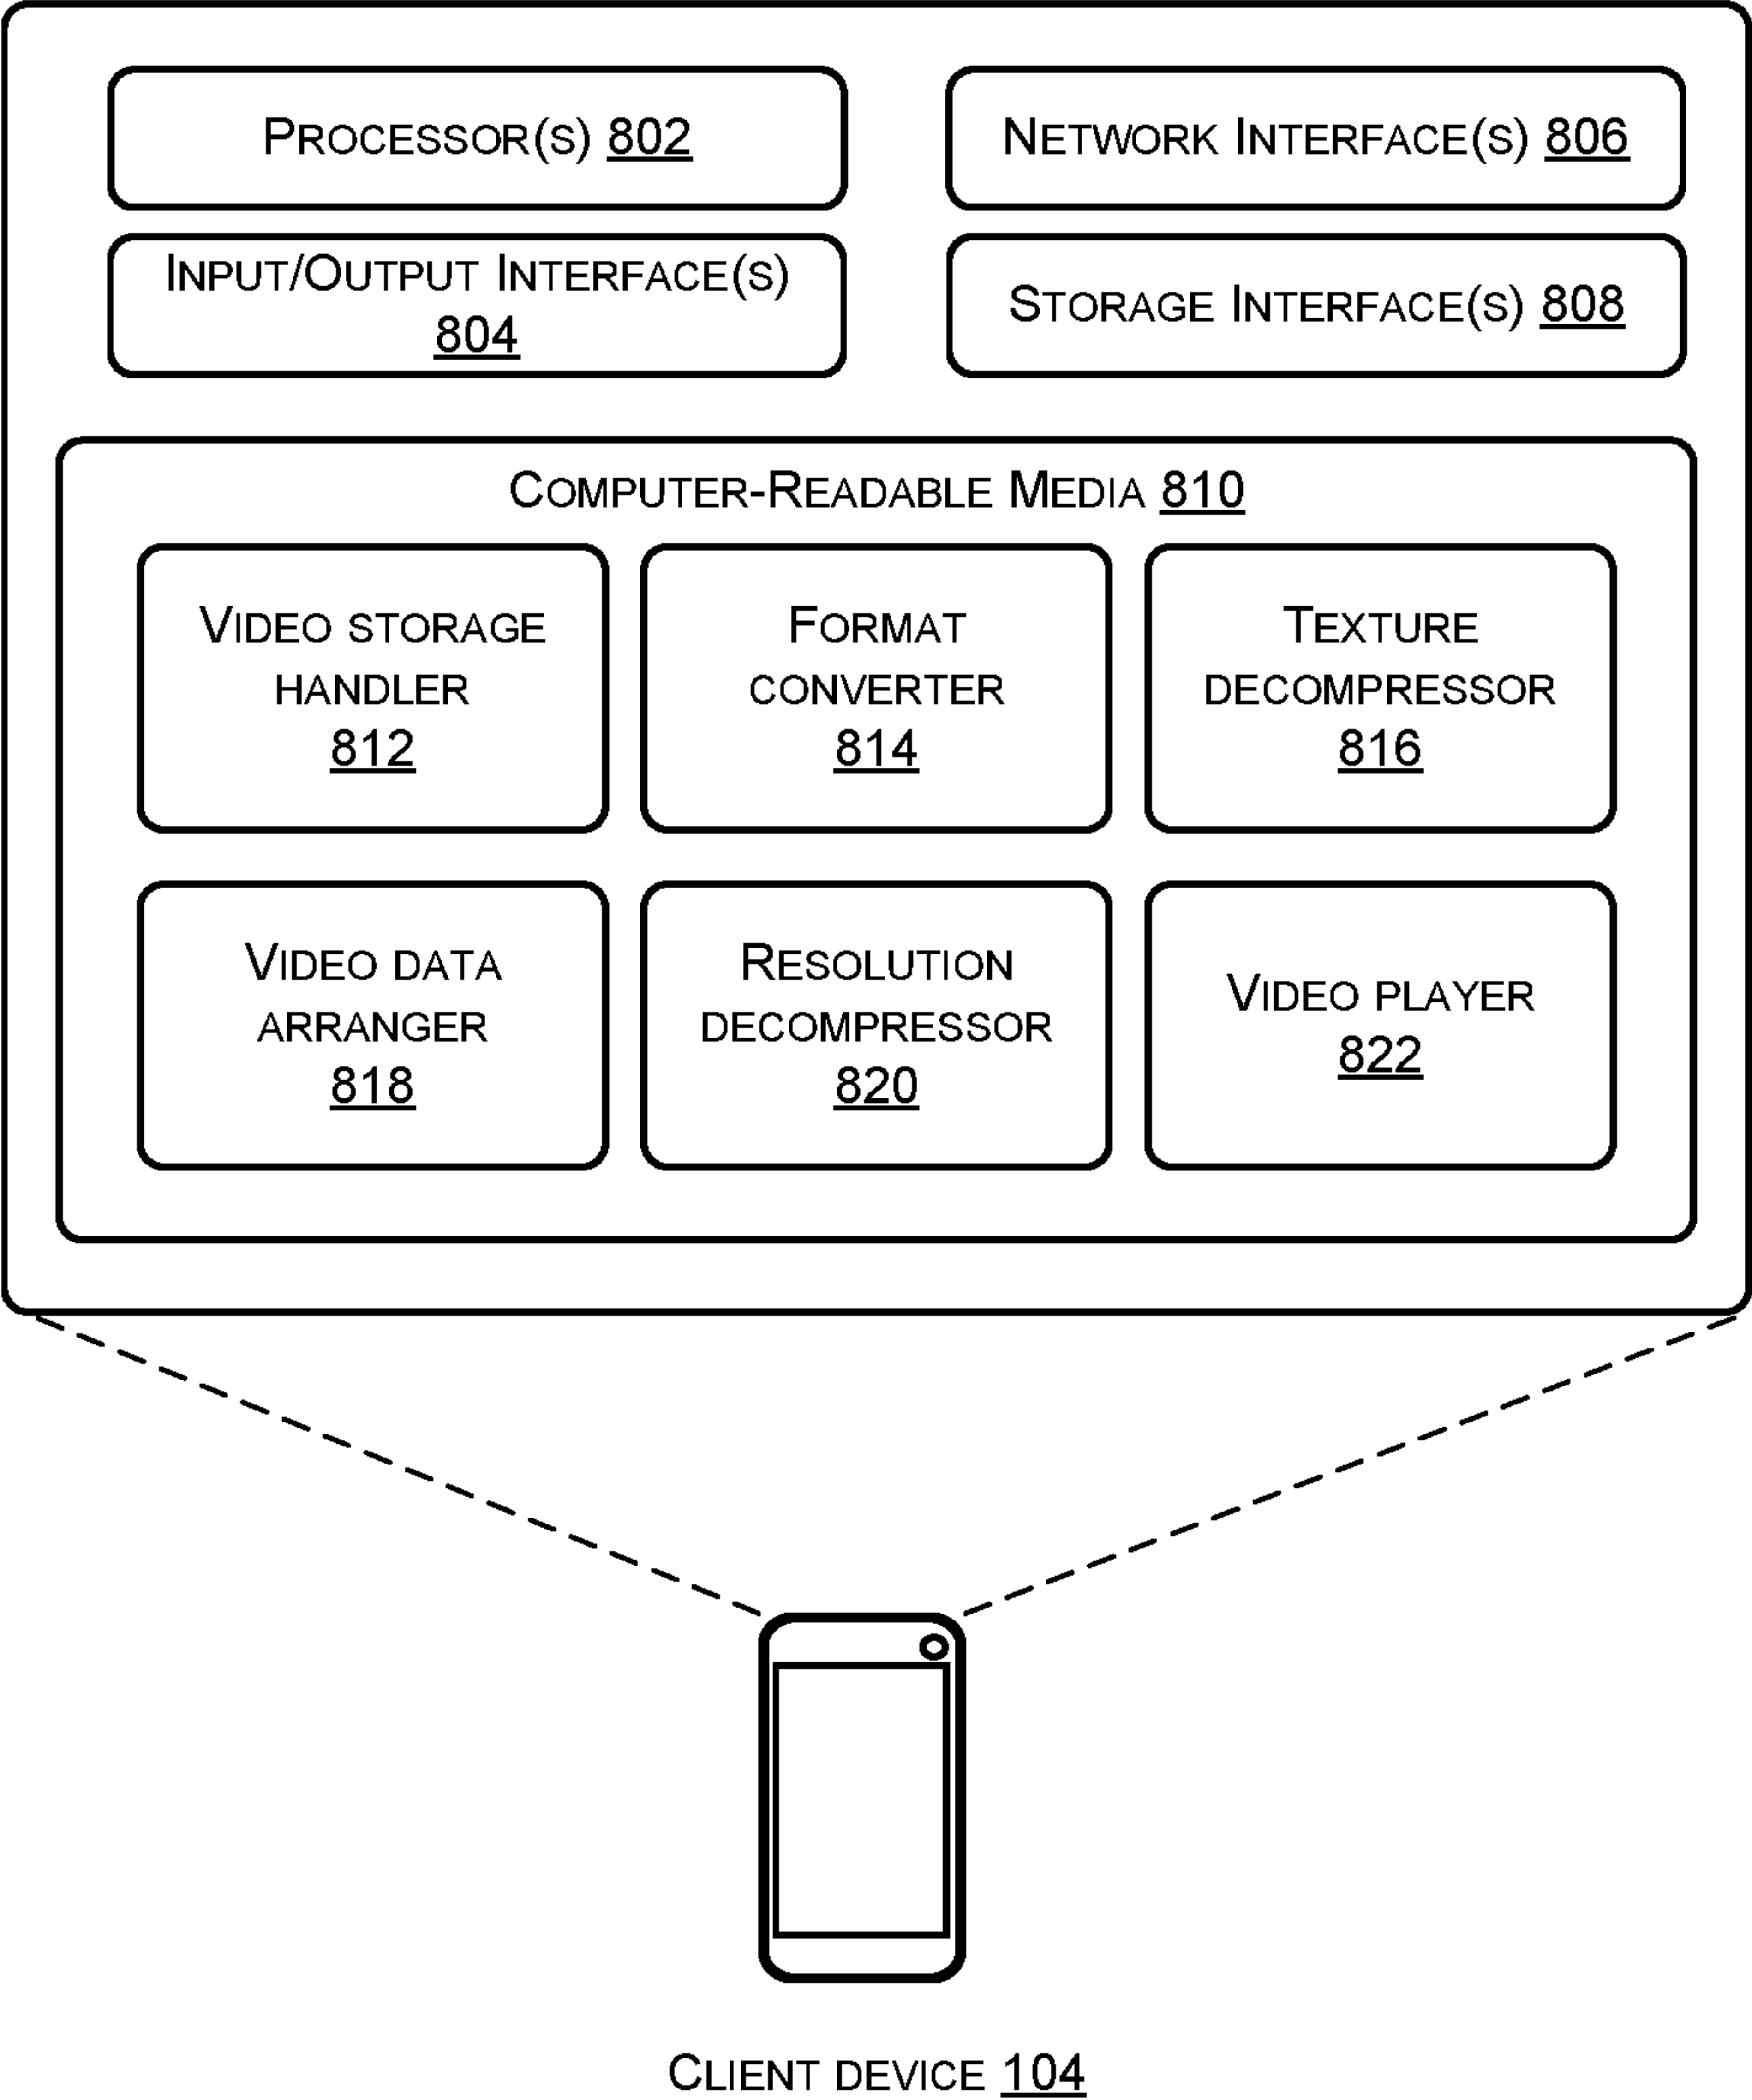 Processor(s) 802
Network Interface(s) 806
Input/Output Interface(s)
804
Storage Interface(s) 808
Computer-Readable Media 810
Video storage
handler
812
Format
converter
814
Texture
decompressor
816
Video data
arranger
818
Resolution
decompressor
820
Video player
822
Client device 104